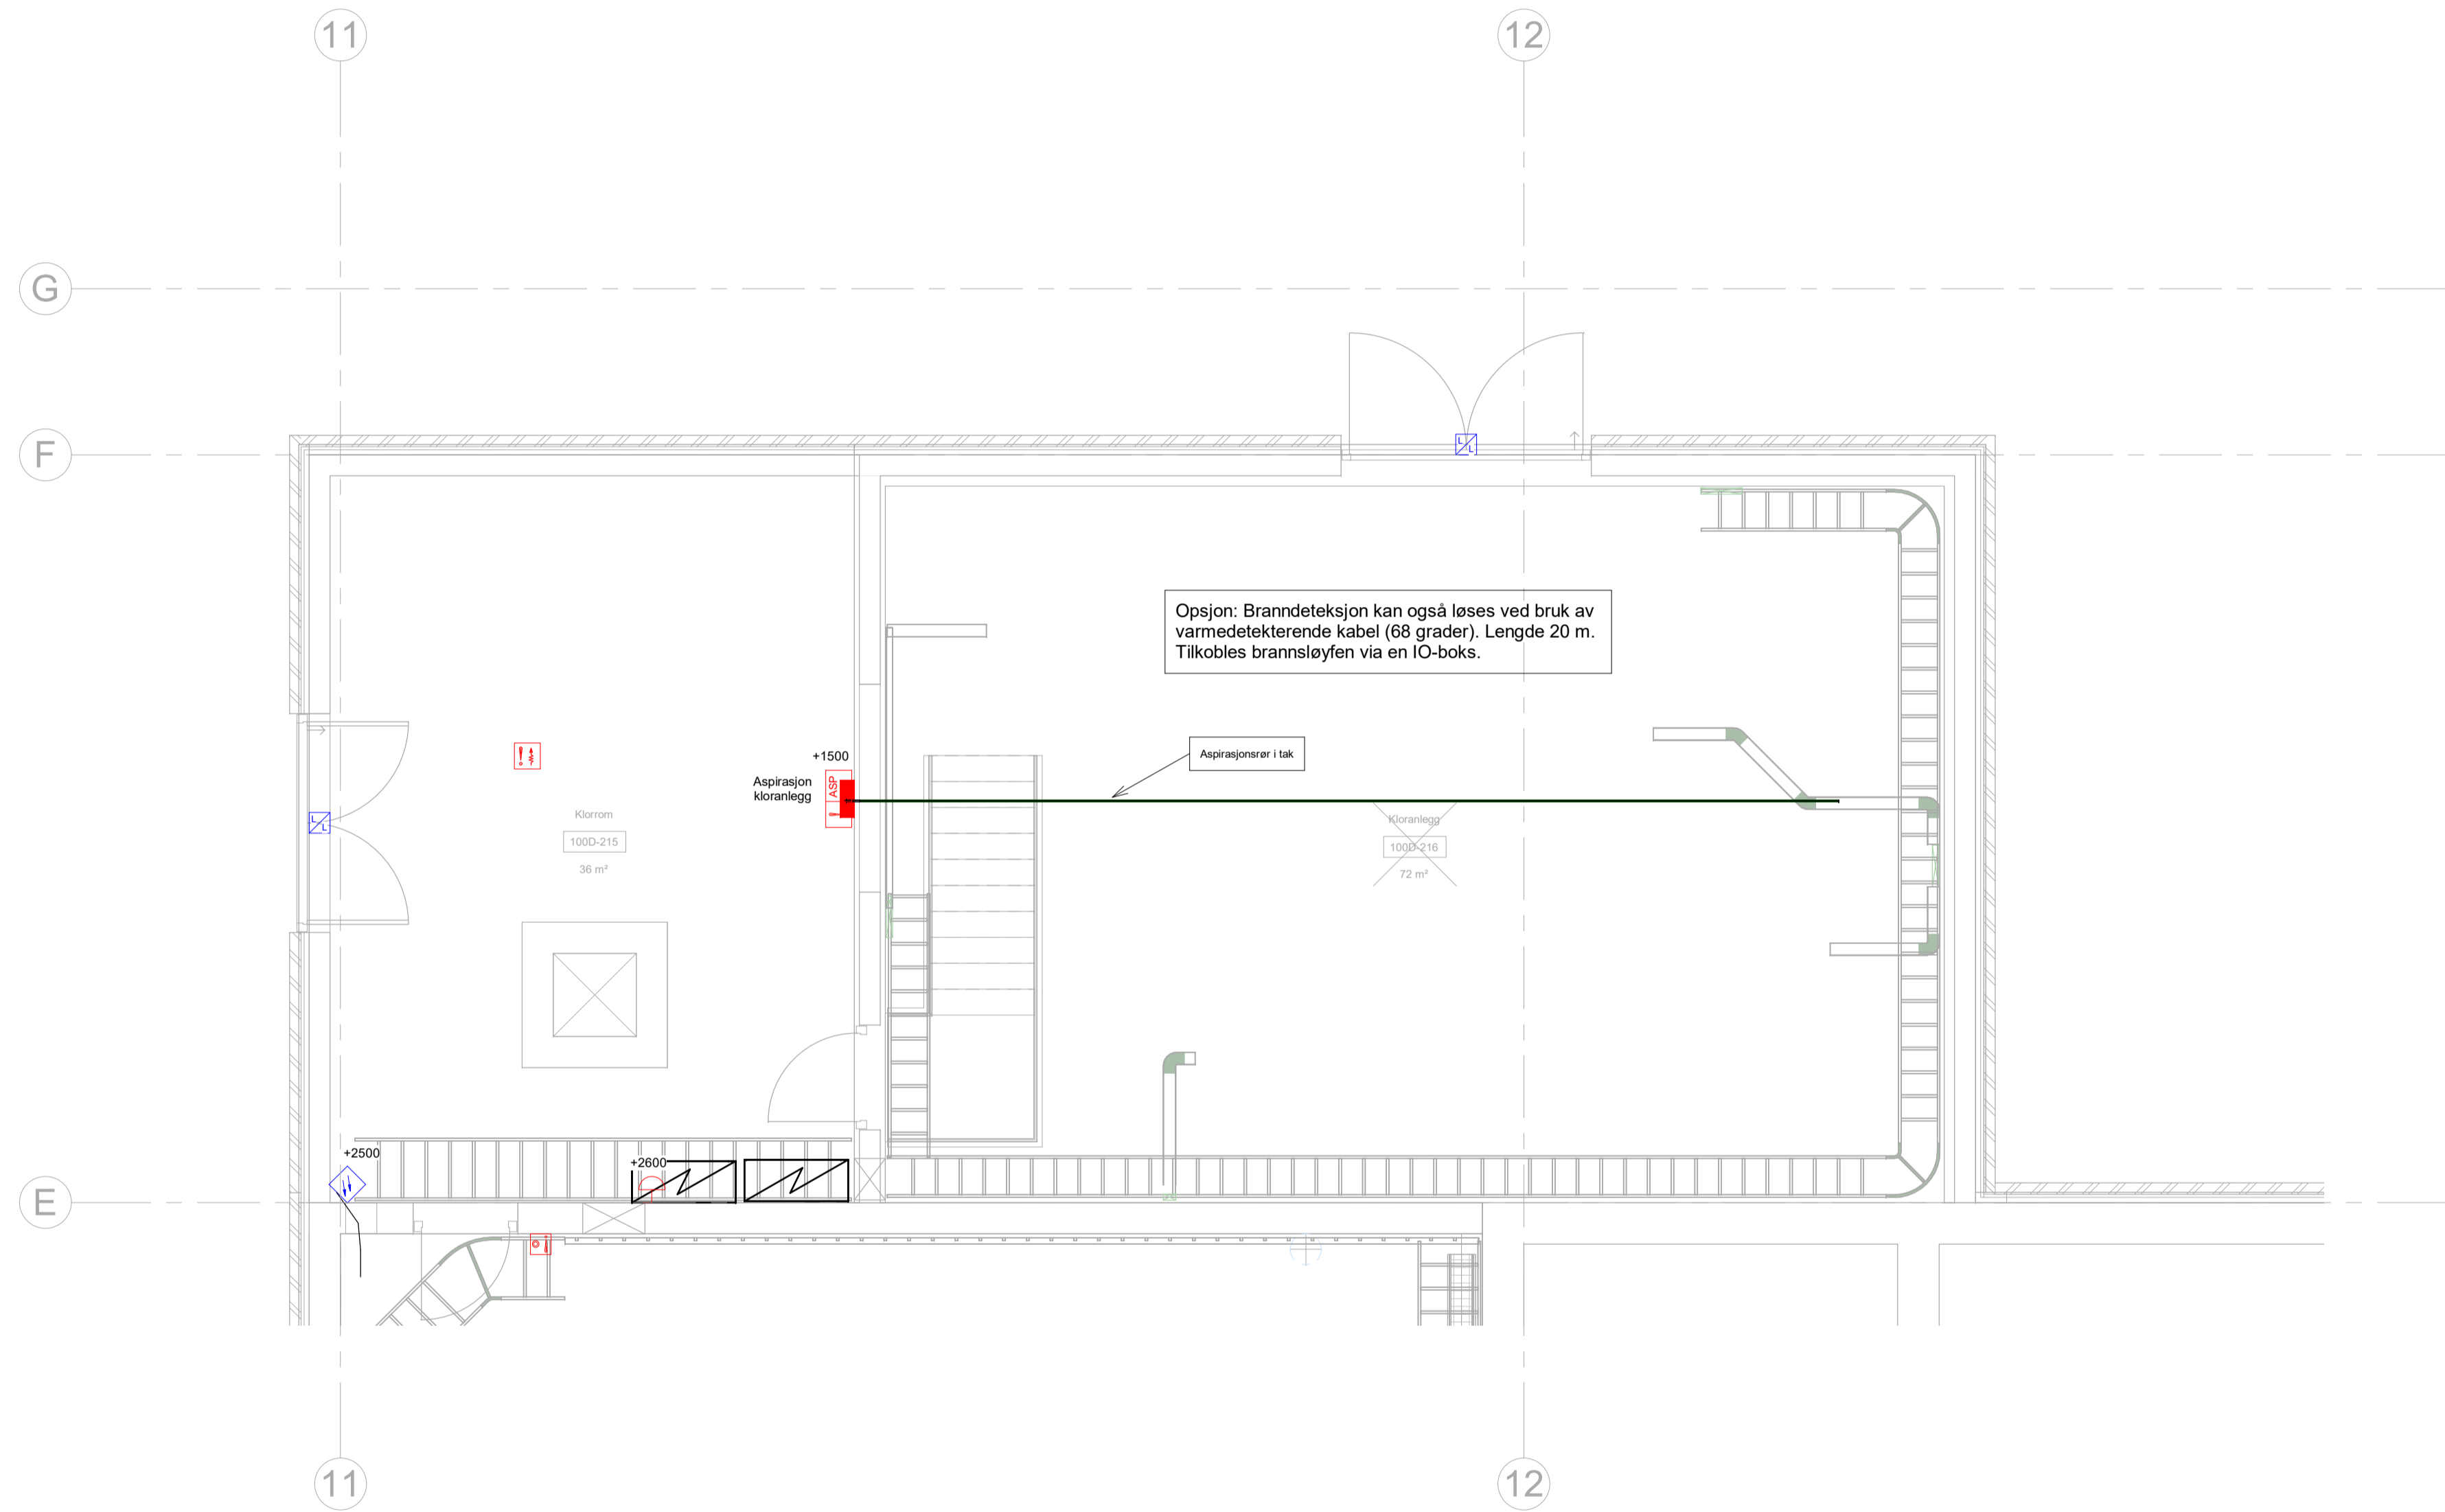 11
12
G
F
L
L
Opsjon: Branndeteksjon kan også løses ved bruk av
varmedetekterende kabel (68 grader). Lengde 20 m.
Tilkobles brannsløyfen via en IO-boks.
+1500
Aspirasjonsrør i tak
Aspirasjon
kloranlegg
ASP
!
!
L
L
Klorrom
100D-215
36 m²
Kloranlegg
100D-216
72 m²
+2500
+2600
E
11
12